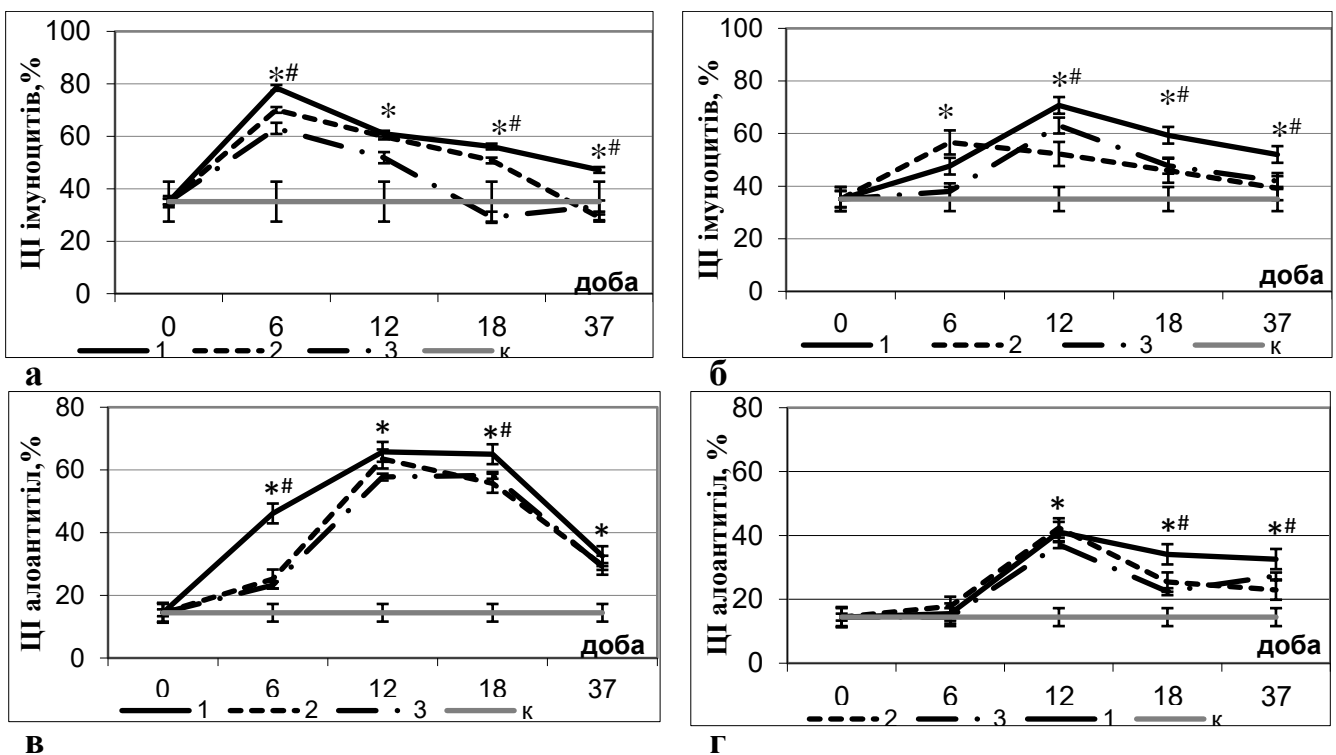 ЦІ імуноцитів,%
100
80
60
40
20
0
*#
*
*#
*#
доба
0 6 12 18 37
1 2 3 к
а
ЦІ імуноцитів, %
100
80
60
40
20
0
*
*#
*#
*#
доба
0 6 12 18 37
1 2 3 к
б
ЦІ алоантитіл,%
80
60
40
20
0
*#
*
*#
*
доба
0 6 12 18 37
1 2 3 к
в
ЦІ алоантитіл, %
80
60
40
20
0
*
*#
*#
доба
0 6 12 18 37
2 3 1 к
г